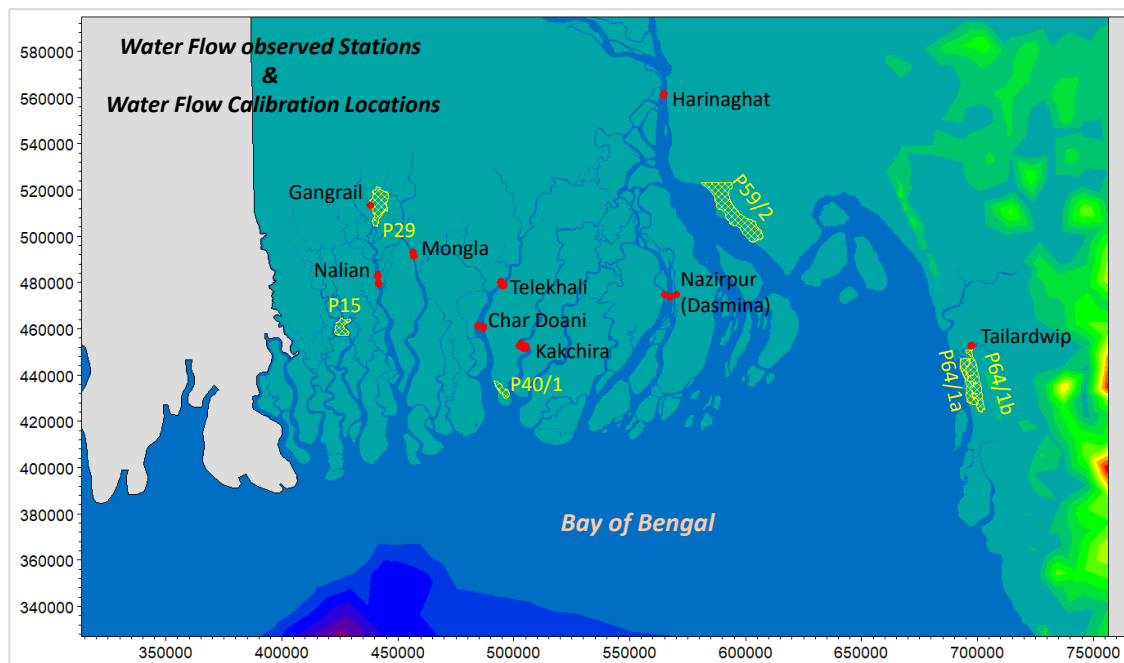 Water Flow observed Stations
&
Water Flow Calibration Locations
580000
560000
540000
520000
500000
480000
460000
440000
420000
400000
380000
360000
340000
Harinaghat
Gangrail
P59/2
P29
Mongla
Nalian
Telekhali
Nazirpur
(Dasmina)
P15
Char Doani
Kakchira
Tailardwip
P40/1
P64/1a
P64/1b
Bay of Bengal
350000 400000 450000 500000 550000 600000 650000 700000 750000